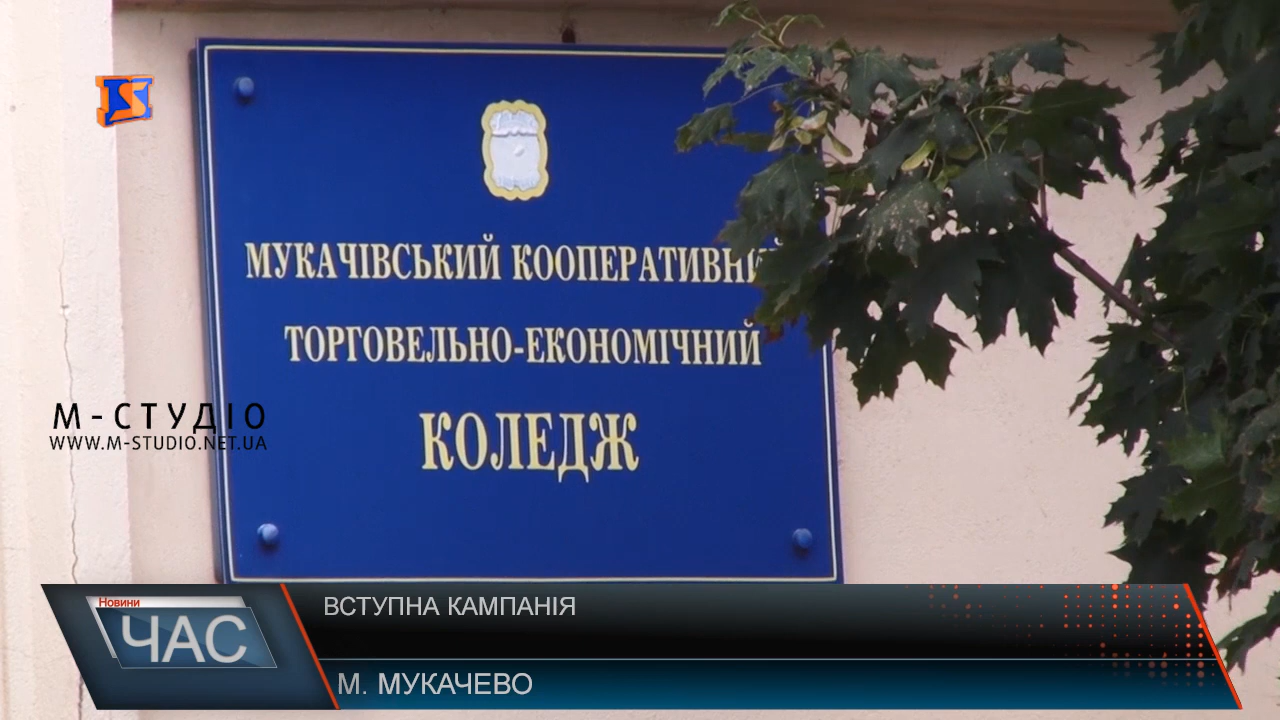 МУКАЧІВСЬКИЙ КООПЕРАТИВНИЙ
ТОРГОВЕЛЬНО-ЕКОНОМІЧНИЙ
КОЛЕДЖ
М-СТУДІО
WWW.M-STUDIO.NET.UA
Новини
ЧАС
ВСТУПНА КАМПАНІЯ
М. МУКАЧЕВО